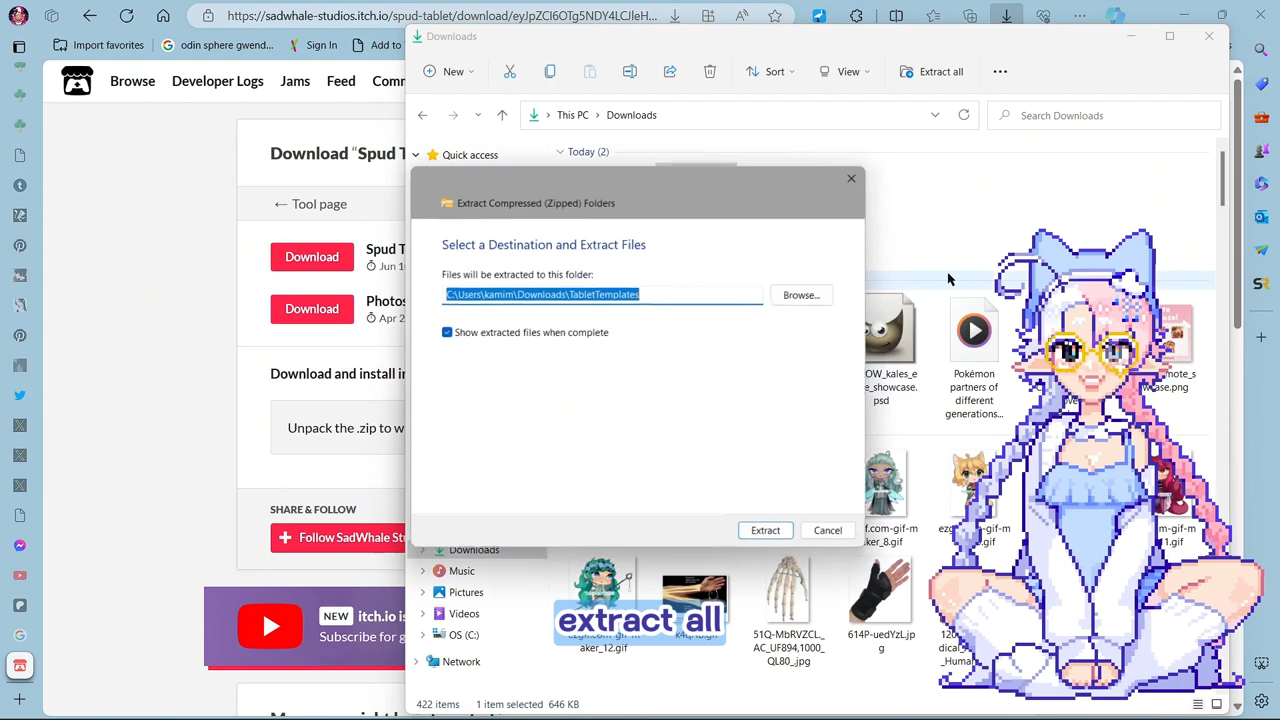 https://sadwhale-studios.itch.io/spud-tablet/download/eyJpZCI6OTg5NDY4LCJleH...
Import favorites
odin sphere gwend...
Sign In
Add to
Downloads
New
Sort
View
Extract all
This PC > Downloads
Search Downloads
Quick access
Today (2)
Browse
Developer Logs
Jams
Feed
Comm
Download “Spud T
← Tool page
Download
Spud T
Jun 1
Download
Photos
Apr 2
Download and install in
Unpack the .zip to w
SHARE & FOLLOW
Follow SadWhale Stu
NEW
itch.io is
Subscribe for g
Extract Compressed (Zipped) Folders
Select a Destination and Extract Files
Files will be extracted to this folder:
C:\Users\kamim\Downloads\TabletTemplates
Browse...
Show extracted files when complete
Extract
Cancel
OW_kales_e
e_showcase.
psd
Pokémon
partners of
different
generations...
Downloads
Music
Pictures
Videos
OS (C:)
Network
extract all
aker_12.gif
51Q-MbRVZCL._
AC_UF894,1000_
QL80_.jpg
614P-uedYzL.jp
g
422 items
1 item selected
646 KB